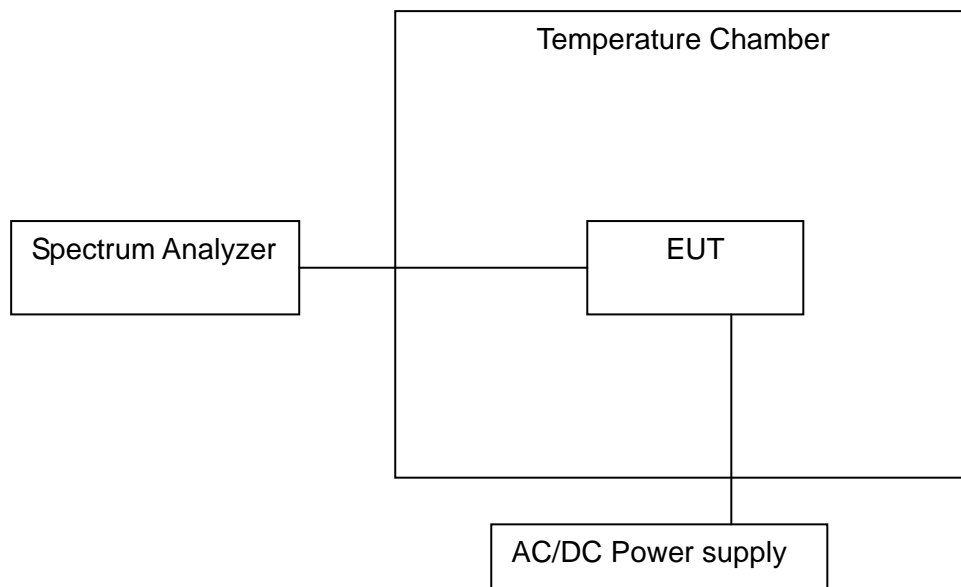 Temperature Chamber
Spectrum Analyzer
EUT
AC/DC Power supply